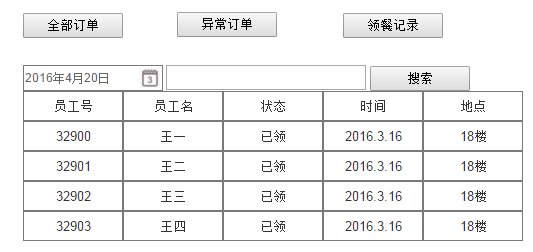 全部订单 异常订单 领餐记录
2016年4月20日 3 搜索
员工号 员工名 状态 时间 地点
32900 王一 已领 2016.3.16 18楼
32901 王二 已领 2016.3.16 18楼
32902 王三 已领 2016.3.16 18楼
32903 王四 已领 2016.3.16 18楼